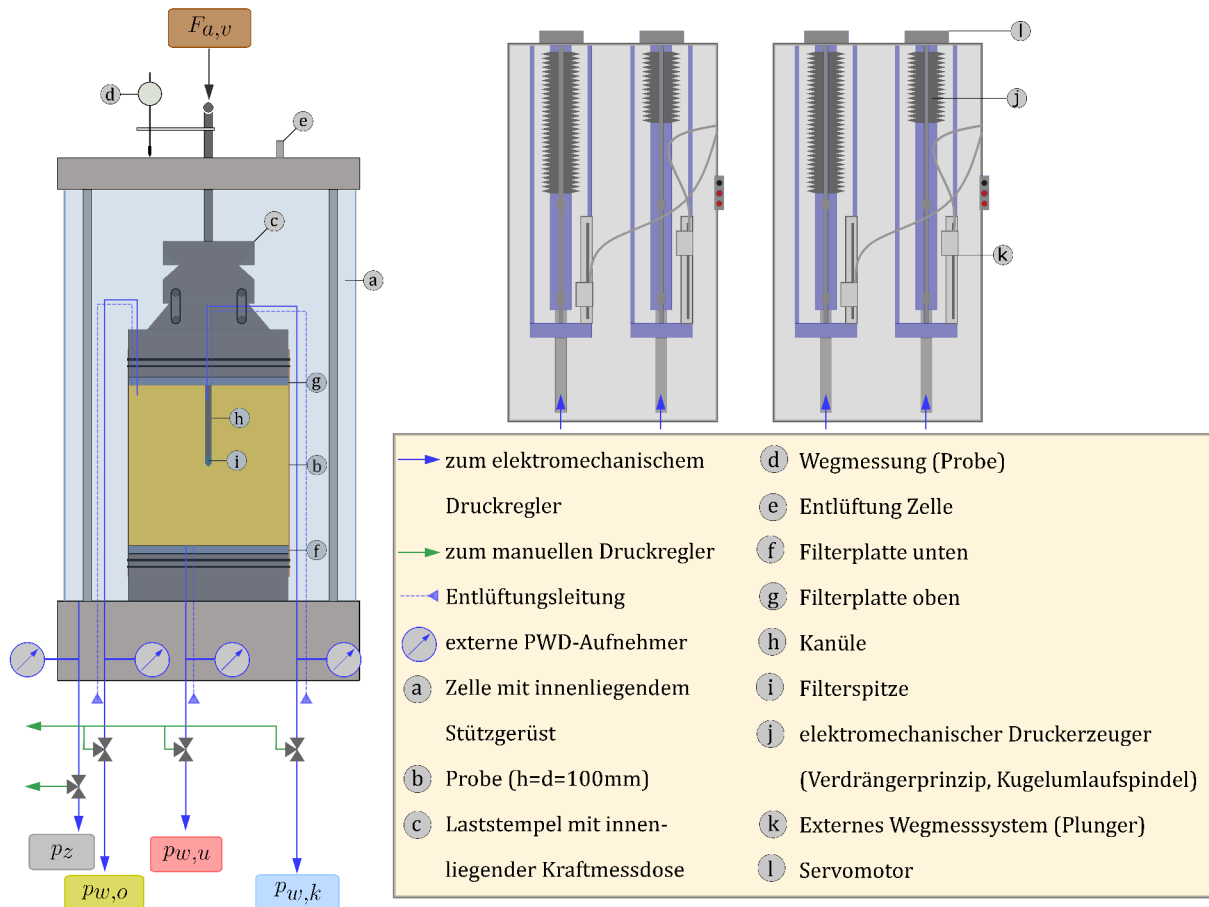 F_{a,v}
d
e
c
a
g
h
i
b
f
l
j
k
p_z
p_{w,u}
p_{w,o}
p_{w,k}
zum elektromechanischem
Druckregler
zum manuellen Druckregler
Entlüftungsleitung
externe PWD-Aufnehmer
a Zelle mit innenliegendem
Stützgerüst
b Probe (h=d=100mm)
c Laststempel mit innen-
liegender Kraftmessdose
d Wegmessung (Probe)
e Entlüftung Zelle
f Filterplatte unten
g Filterplatte oben
h Kanüle
i Filterspitze
j elektromechanischer Druckerzeuger
(Verdrängerprinzip, Kugelumlaufspindel)
k Externes Wegmesssystem (Plunger)
l Servomotor